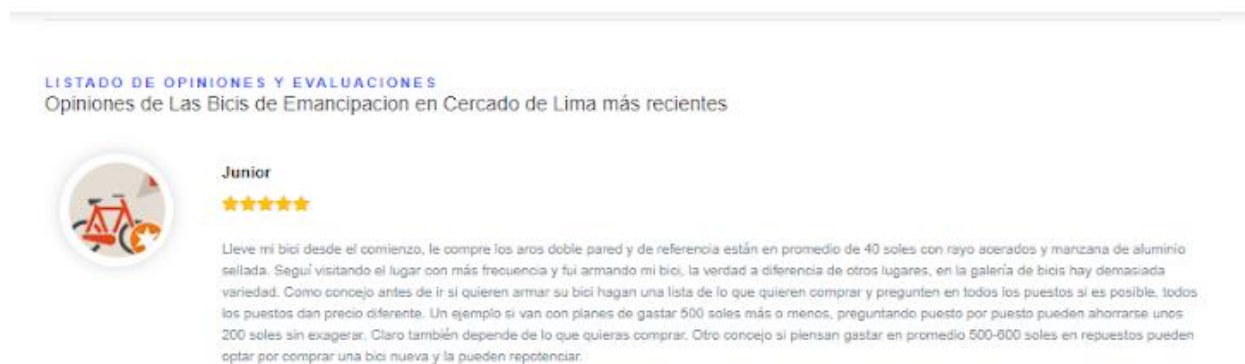 LISTADO DE OPINIONES Y EVALUACIONES
Opiniones de Las Bicis de Emancipacion en Cercado de Lima más recientes
Junior
Lleve mi bici desde el comienzo, le compre los aros doble pared y de referencia están en promedio de 40 soles con rayo acerados y manzana de aluminio
sellada. Seguí visitando el lugar con más frecuencia y fui armando mi bici, la verdad a diferencia de otros lugares, en la galería de bicis hay demasiada
variedad. Como concejo antes de ir si quieren armar su bici hagan una lista de lo que quieren comprar y pregunten en todos los puestos si es posible, todos
los puestos dan precio diferente. Un ejemplo si van con planes de gastar 500 soles más o menos, preguntando puesto por puesto pueden ahorrarse unos
200 soles sin exagerar. Claro también depende de lo que quieras comprar. Otro concejo si piensan gastar en promedio 500-600 soles en repuestos pueden
optar por comprar una bici nueva y la pueden repotenciar.